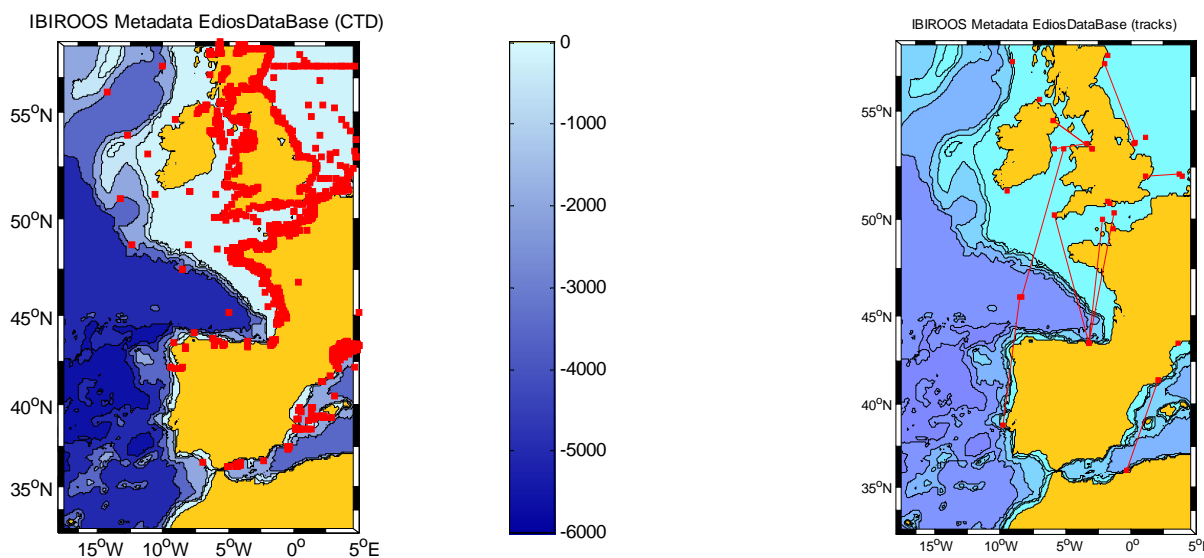 IBIROOS Metadata EdiosDataBase (CTD)
55°N
50°N
45°N
40°N
35°N
15°W 10°W 5°W 0° 5°E
0
-1000
-2000
-3000
-4000
-5000
-6000
IBIROOS Metadata EdiosDataBase (tracks)
55°N
50°N
45°N
40°N
35°N
15°W 10°W 5°W 0° 5°E